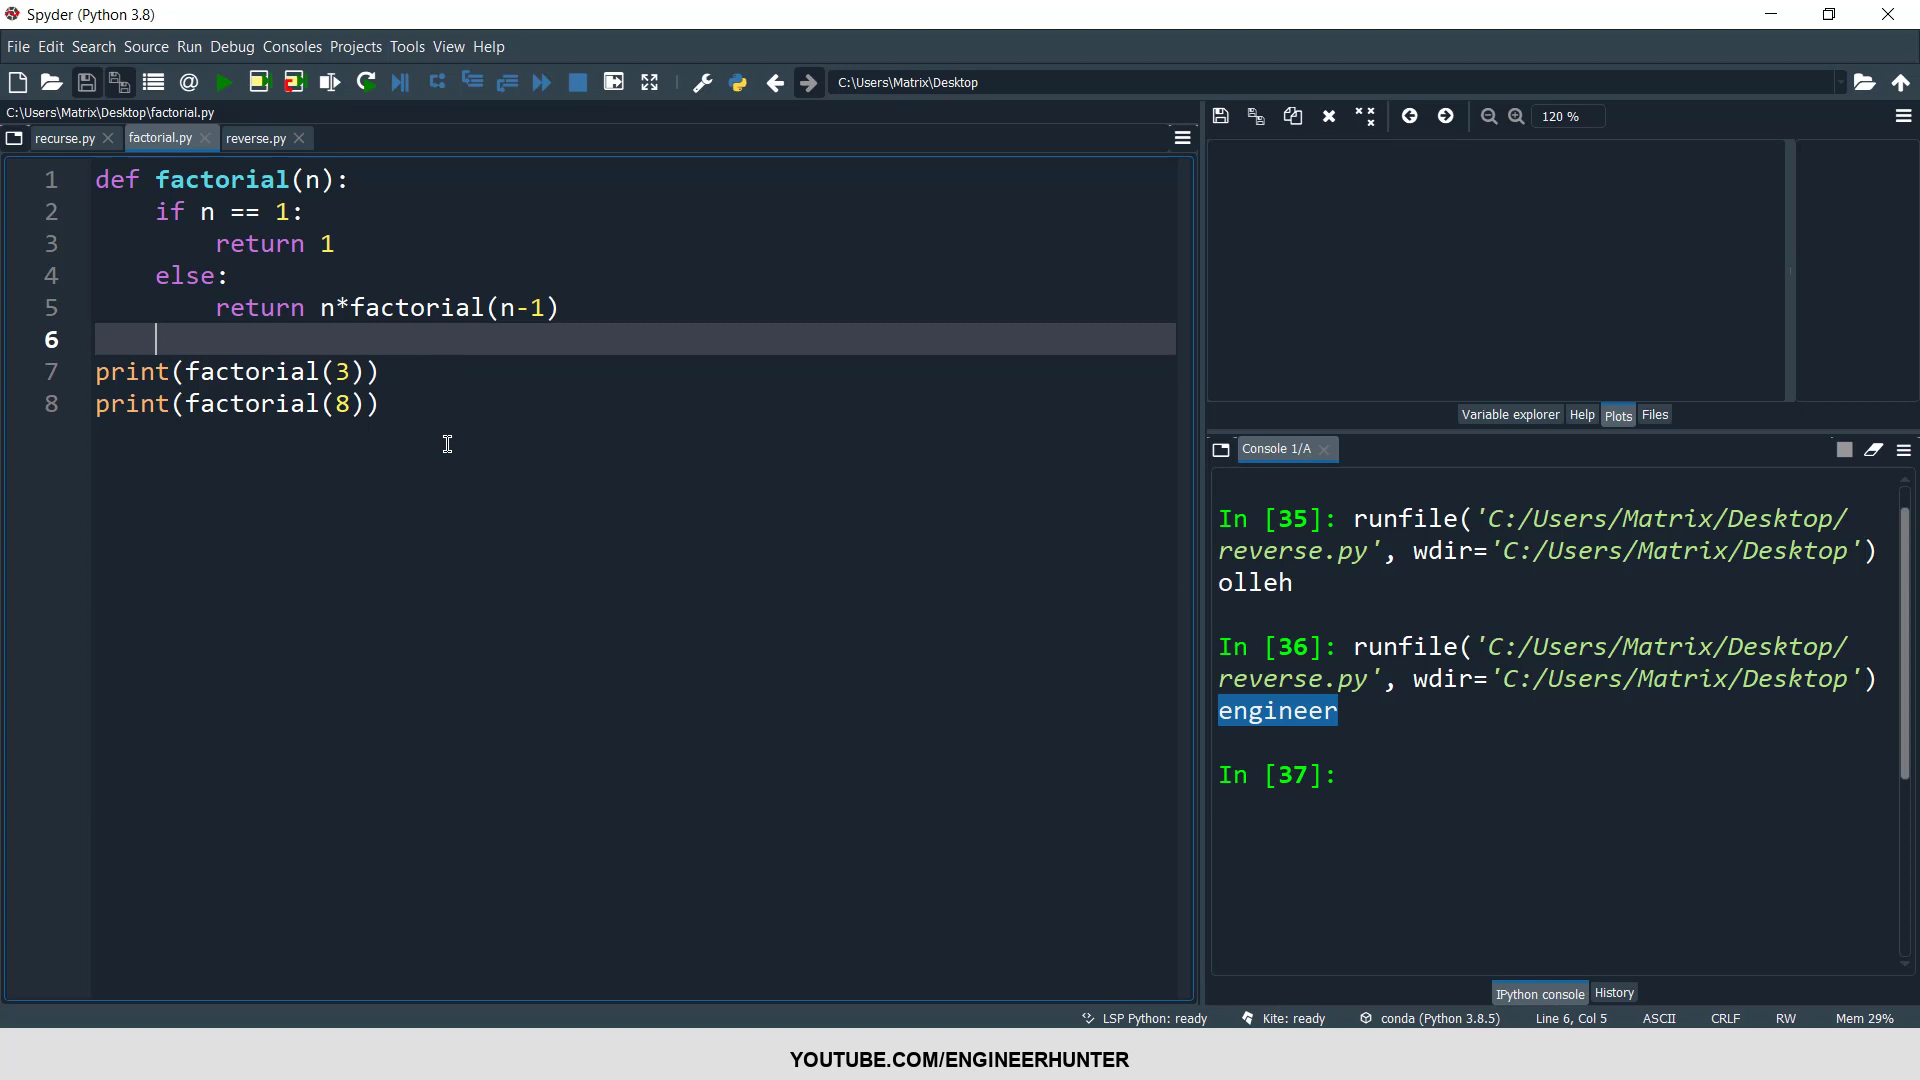 Spyder (Python 3.8)
File Edit Search Source Run Debug Consoles Projects Tools View Help
C:\Users\Matrix\Desktop
C:\Users\Matrix\Desktop\factorial.py
recurse.py factorial.py reverse.py
120 %
1 def factorial(n):
2 if n == 1:
3 return 1
4 else:
5 return n*factorial(n-1)
6
7 print(factorial(3))
8 print(factorial(8))
Variable explorer Help Plots Files
Console 1/A
In [35]: runfile('C:/Users/Matrix/Desktop/
reverse.py', wdir='C:/Users/Matrix/Desktop')
olleh
In [36]: runfile('C:/Users/Matrix/Desktop/
reverse.py', wdir='C:/Users/Matrix/Desktop')
engineer
In [37]:
IPython console History
LSP Python: ready Kite: ready conda (Python 3.8.5) Line 6, Col 5 ASCII CRLF RW Mem 29%
YOUTUBE.COM/ENGINEERHUNTER